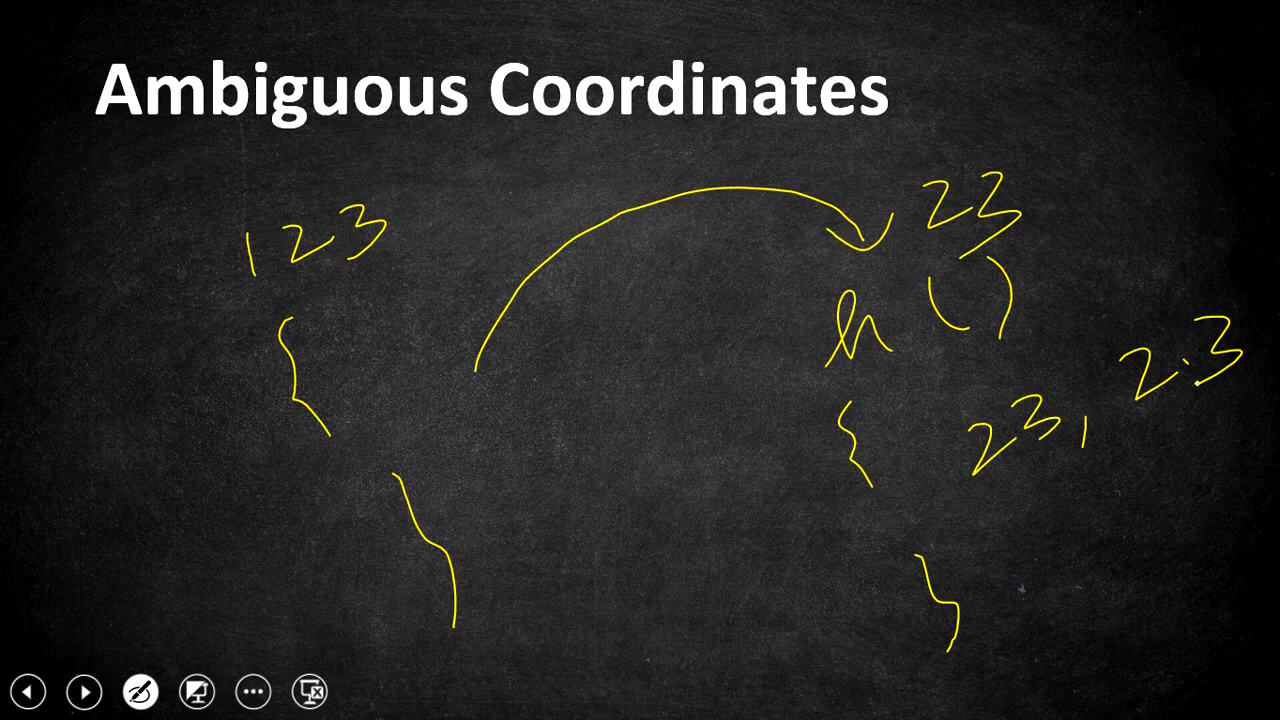 Ambiguous Coordinates
123
23
h ( )
{ 23, 2.3
}
{
}